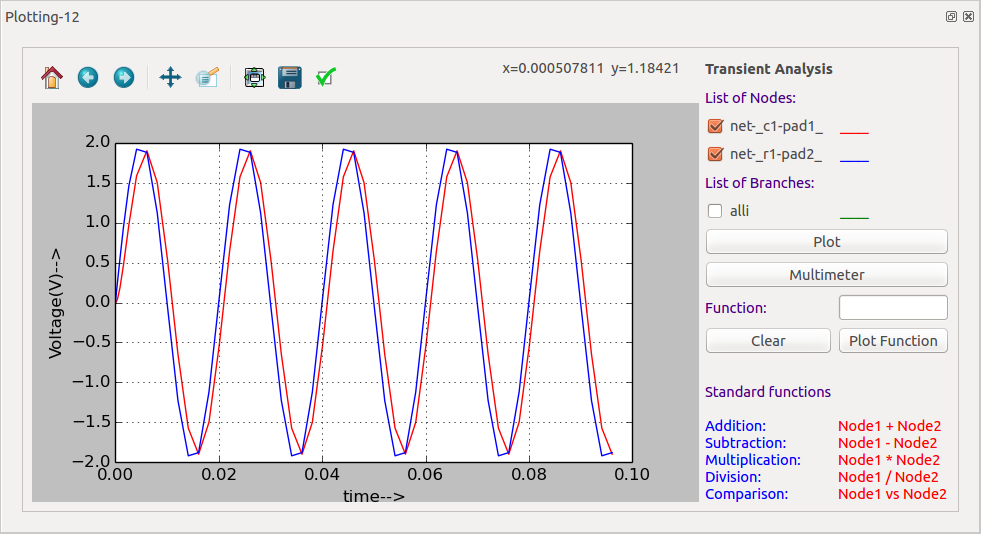 Plotting-12
x=0.000507811 y=1.18421
Transient Analysis
List of Nodes:
net-_c1-pad1_
net-_r1-pad2_
List of Branches:
alli
Plot
Multimeter
Function:
Clear
Plot Function
Standard functions
Addition: Node1 + Node2
Subtraction: Node1 - Node2
Multiplication: Node1 * Node2
Division: Node1 / Node2
Comparison: Node1 vs Node2
Voltage(V)-->
2.0
1.5
1.0
0.5
0.0
−0.5
−1.0
−1.5
−2.0
0.00 0.02 0.04 0.06 0.08 0.10
time-->